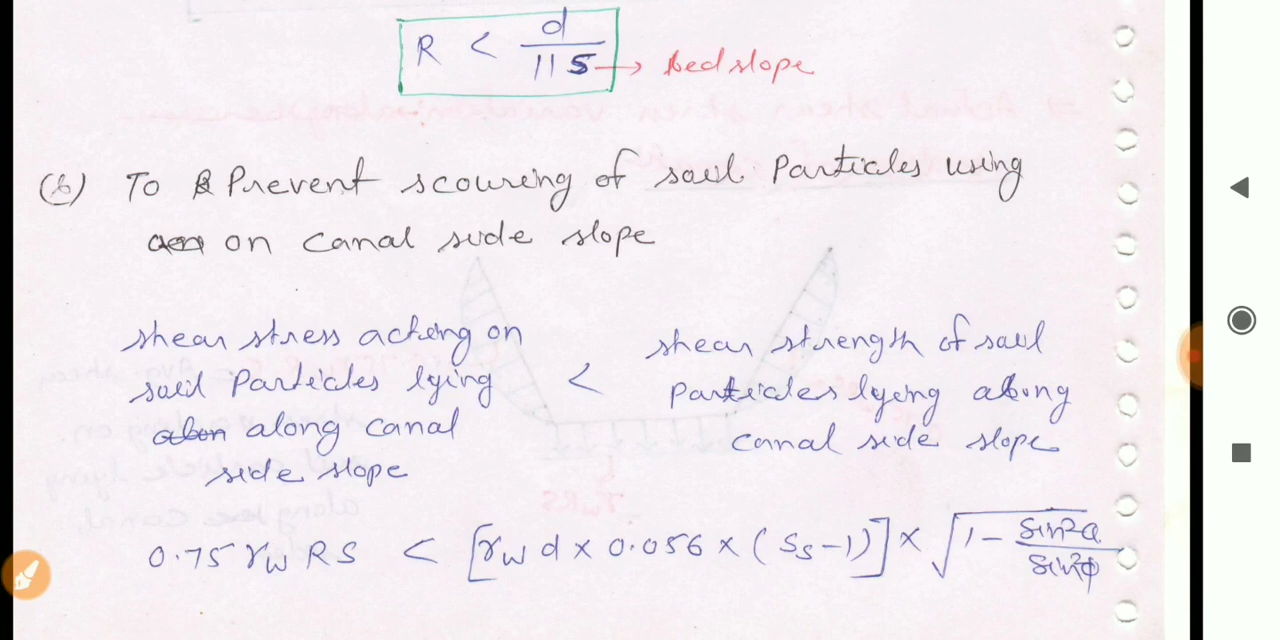 R < d/11 S → bed slope
(b) To Prevent scouring of soil Particles using
on canal side slope
shear stress acting on
soil Particles lying
along canal
side slope
<
shear strength of soil
particles lying along
canal side slope
0.75 γw RS < [γw d × 0.056 × (Ss – 1)] × √(1 – sin²α/sin²φ)